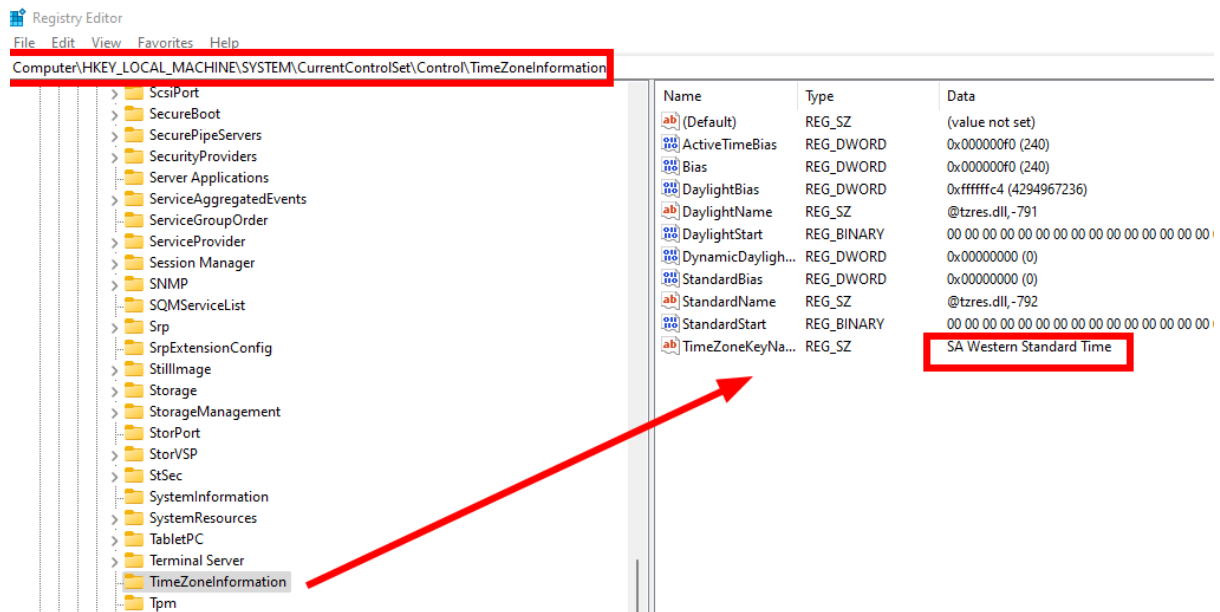 Registry Editor
File Edit View Favorites Help
Computer\HKEY_LOCAL_MACHINE\SYSTEM\CurrentControlSet\Control\TimeZoneInformation
ScsiPort
SecureBoot
SecurePipeServers
SecurityProviders
Server Applications
ServiceAggregatedEvents
ServiceGroupOrder
ServiceProvider
Session Manager
SNMP
SQMServiceList
Srp
SrpExtensionConfig
StillImage
Storage
StorageManagement
StorPort
StorVSP
StSec
SystemInformation
SystemResources
TabletPC
Terminal Server
TimeZoneInformation
Tpm
Name Type Data
(Default) REG_SZ (value not set)
ActiveTimeBias REG_DWORD 0x000000f0 (240)
Bias REG_DWORD 0x000000f0 (240)
DaylightBias REG_DWORD 0xffffffc4 (4294967236)
DaylightName REG_SZ @tzres.dll,-791
DaylightStart REG_BINARY 00 00 00 00 00 00 00 00 00 00 00 00 00 00 00
DynamicDayligh... REG_DWORD 0x00000000 (0)
StandardBias REG_DWORD 0x00000000 (0)
StandardName REG_SZ @tzres.dll,-792
StandardStart REG_BINARY 00 00 00 00 00 00 00 00 00 00 00 00 00 00 00
TimeZoneKeyNa... REG_SZ SA Western Standard Time